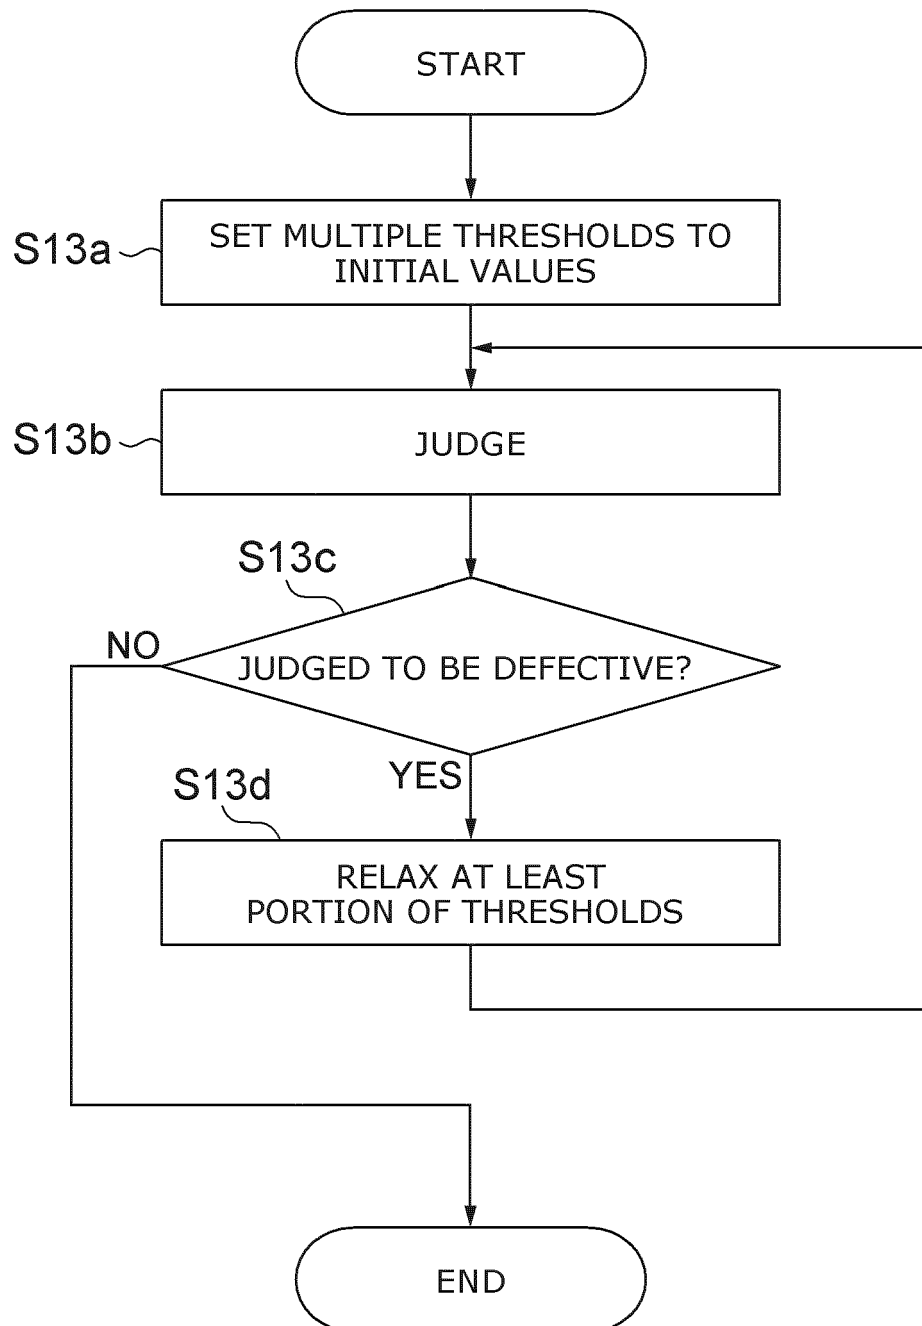 START
S13a
SET MULTIPLE THRESHOLDS TO
INITIAL VALUES
S13b
JUDGE
S13c
NO
JUDGED TO BE DEFECTIVE?
YES
S13d
RELAX AT LEAST
PORTION OF THRESHOLDS
END